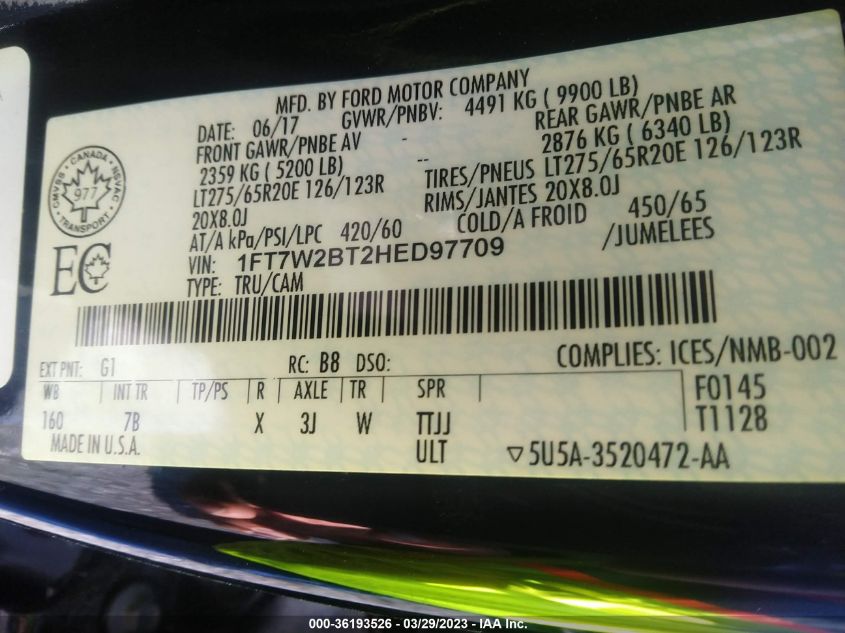 MFD. BY FORD MOTOR COMPANY
DATE: 06/17 GVWR/PNBV: 4491 KG ( 9900 LB)
FRONT GAWR/PNBE AV - REAR GAWR/PNBE AR
2359 KG ( 5200 LB) -- 2876 KG ( 6340 LB)
LT275/65R20E 126/123R TIRES/PNEUS LT275/65R20E 126/123R
20X8.0J RIMS/JANTES 20X8.0J
AT/A kPa/PSI/LPC 420/60 COLD/A FROID 450/65
VIN: 1FT7W2BT2HED97709 /JUMELEES
TYPE: TRU/CAM
CANADA
CMVSS NSVAC
977
TRANSPORT
EC
EXT PNT: G1 RC: B8 DSO: COMPLIES: ICES/NMB-002
WB INT TR TP/PS R AXLE TR SPR F0145
160 7B X 3J W TTJJ T1128
MADE IN U.S.A. ULT ▽5U5A-3520472-AA
000-36193526 - 03/29/2023 - IAA Inc.